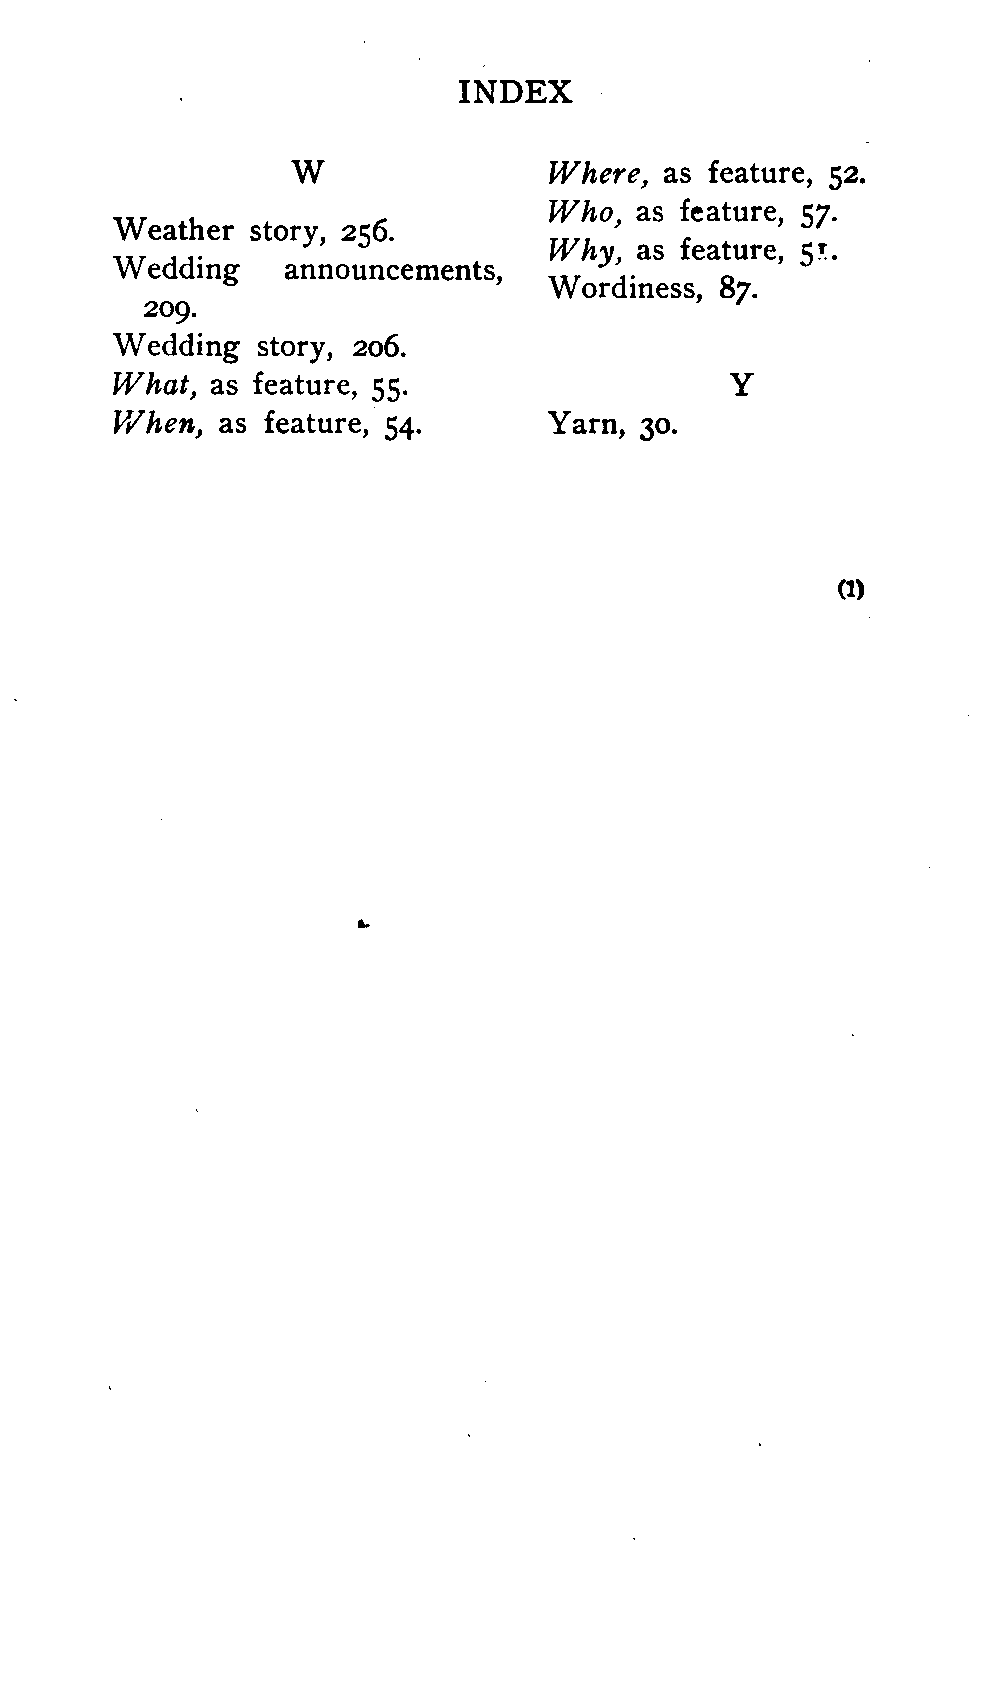 INDEX
W
Weather story, 256.
Wedding announcements,
209.
Wedding story, 206.
What, as feature, 55.
When, as feature, 54.
Where, as feature, 52.
Who, as feature, 57.
Why, as feature, 51.
Wordiness, 87.
Y
Yarn, 30.
(1)